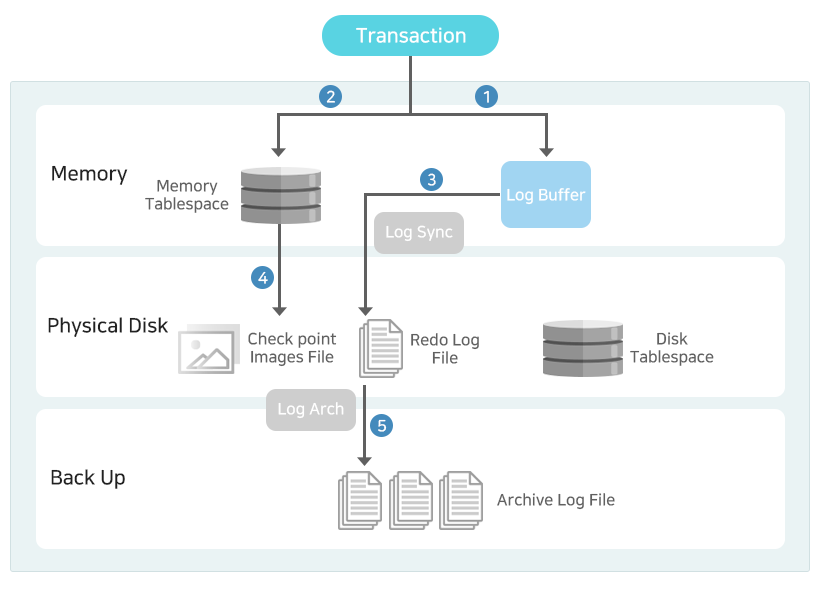 Transaction
2
1
Memory
Memory
Tablespace
3
Log Buffer
Log Sync
4
Physical Disk
Check point
Images File
Redo Log
File
Disk
Tablespace
Log Arch
5
Back Up
Archive Log File